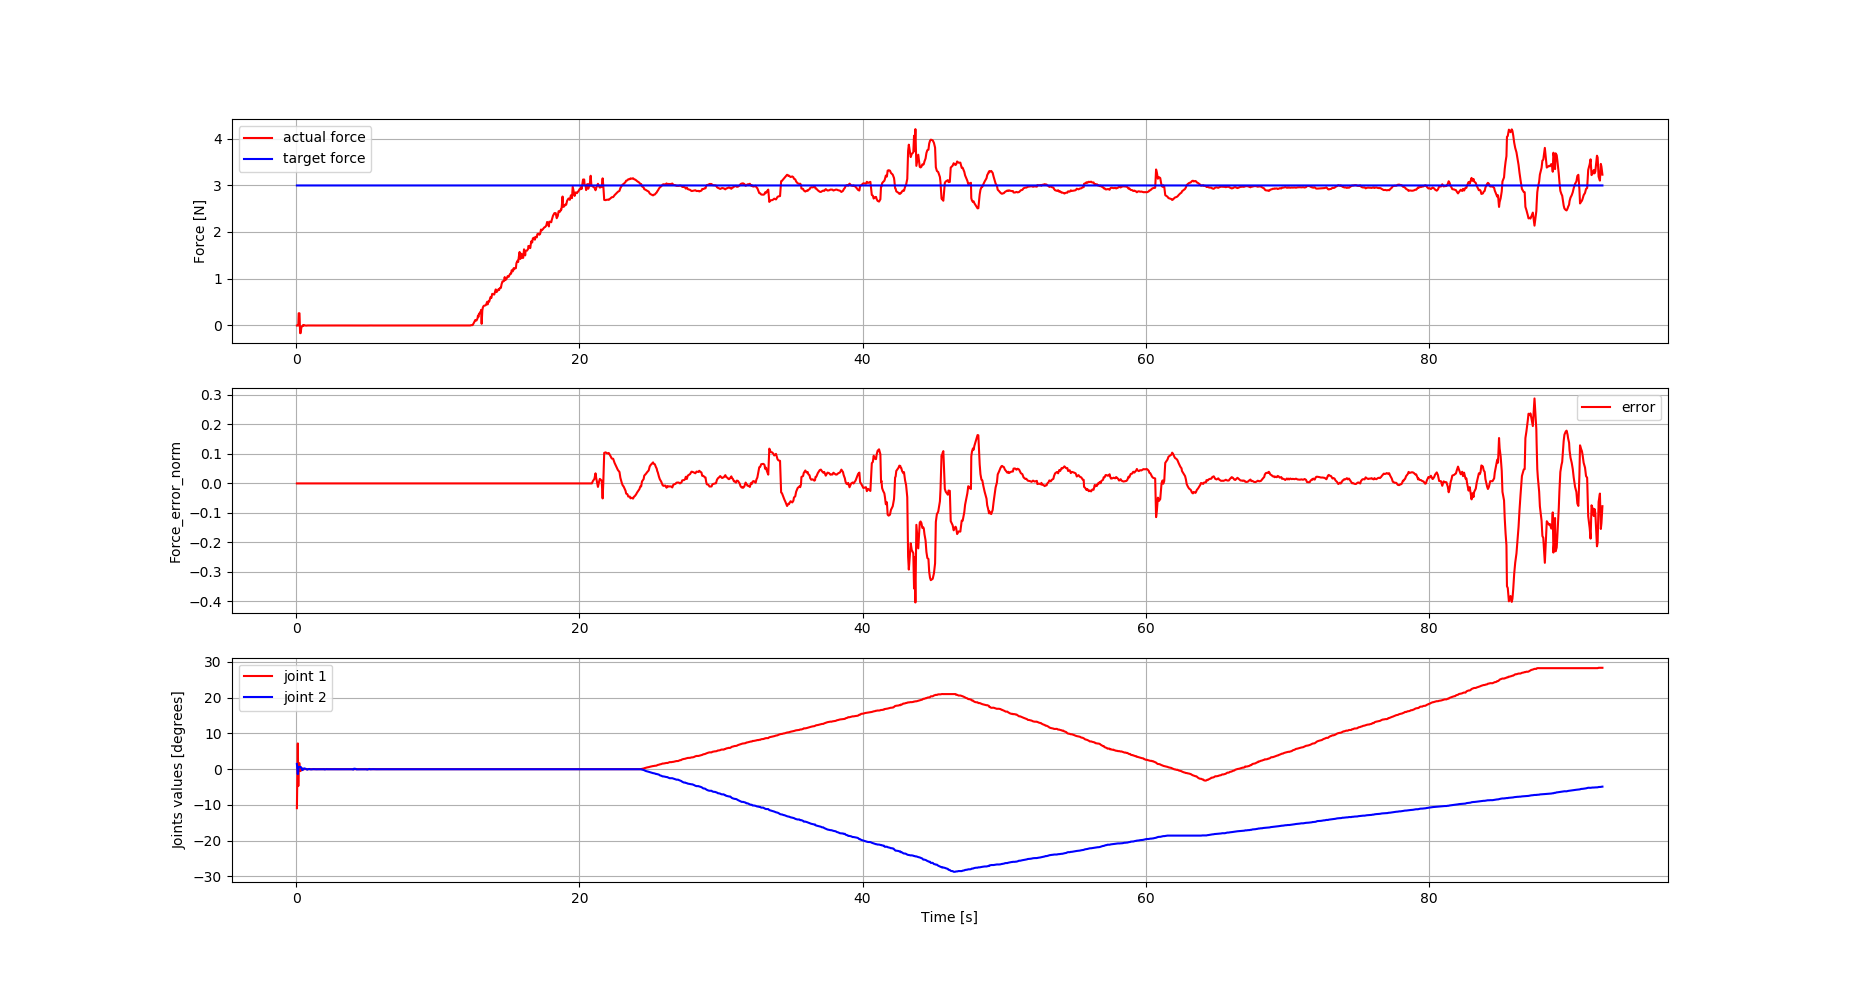 actual force
target force
4
3
2
1
0
Force [N]
0 20 40 60 80
error
0.3
0.2
0.1
0.0
−0.1
−0.2
−0.3
−0.4
Force_error_norm
0 20 40 60 80
joint 1
joint 2
30
20
10
0
−10
−20
−30
Joints values [degrees]
0 20 40 60 80
Time [s]